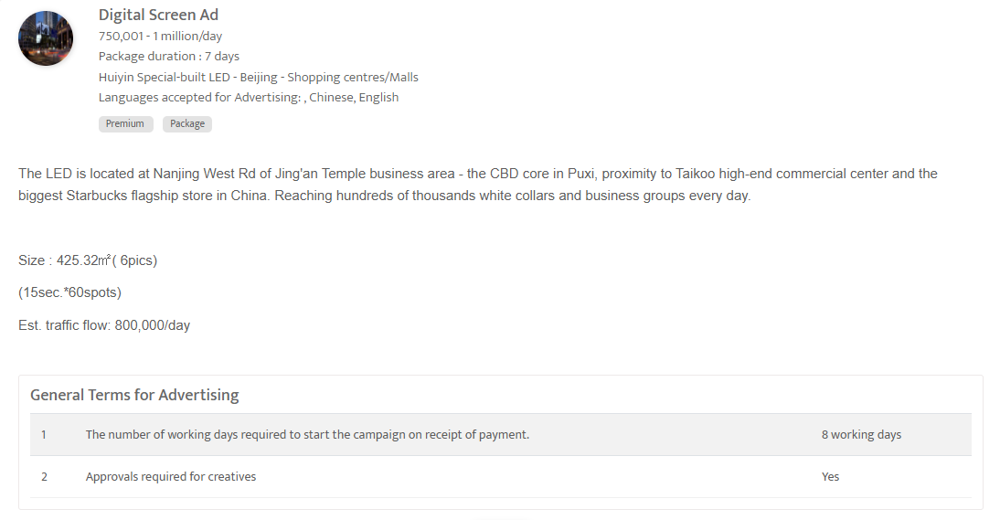 Digital Screen Ad
750,001 - 1 million/day
Package duration : 7 days
Huiyin Special-built LED - Beijing - Shopping centres/Malls
Languages accepted for Advertising: , Chinese, English
Premium Package
The LED is located at Nanjing West Rd of Jing'an Temple business area - the CBD core in Puxi, proximity to Taikoo high-end commercial center and the
biggest Starbucks flagship store in China. Reaching hundreds of thousands white collars and business groups every day.
Size : 425.32㎡( 6pics)
(15sec.*60spots)
Est. traffic flow: 800,000/day
General Terms for Advertising
1 The number of working days required to start the campaign on receipt of payment. 8 working days
2 Approvals required for creatives Yes